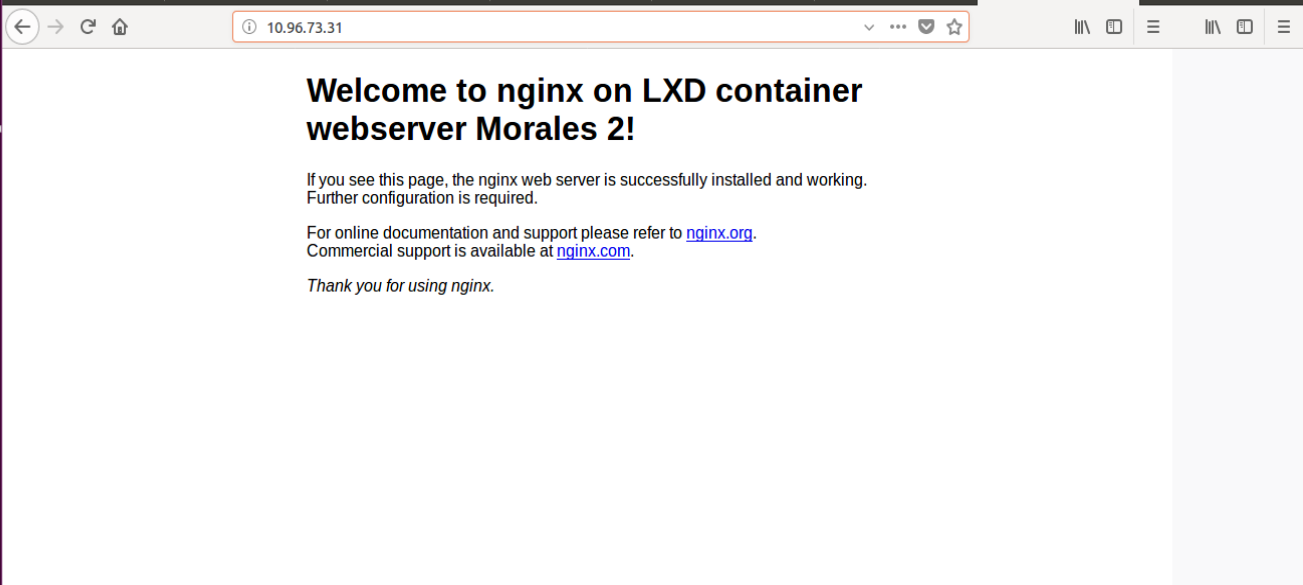 10.96.73.31
Welcome to nginx on LXD container
webserver Morales 2!
If you see this page, the nginx web server is successfully installed and working.
Further configuration is required.
For online documentation and support please refer to nginx.org.
Commercial support is available at nginx.com.
Thank you for using nginx.